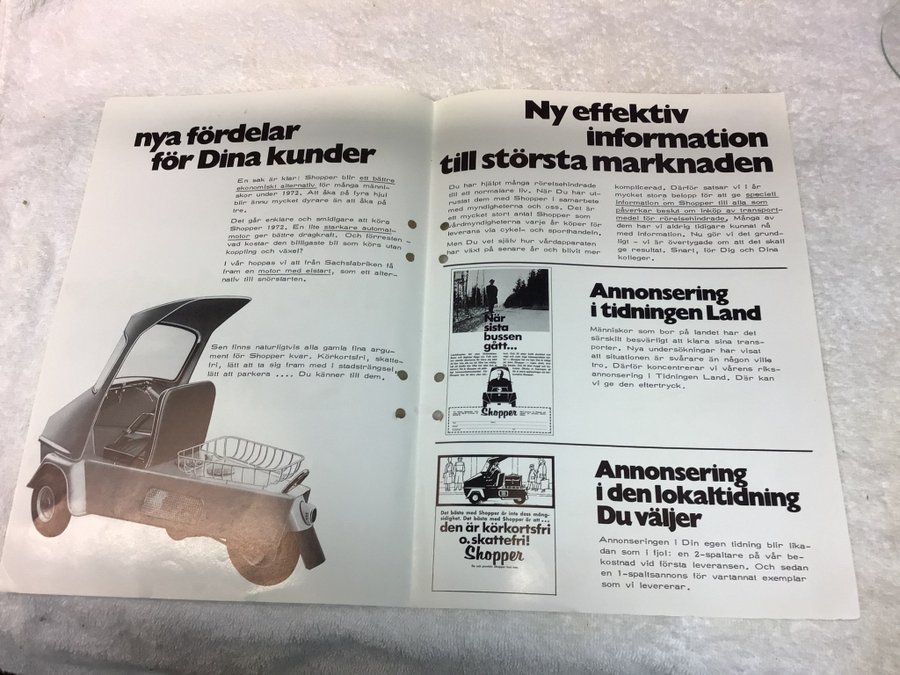 nya fördelar
för Dina kunder
En sak är klar: Shopper blir ett bättre
ekonomiskt alternativ för många männi-
skor under 1972. Att åka på fyra hjul
blir ännu mycket dyrare än att åka på
tre.
Det går enklare och smidigare att köra
Shopper 1972. En lite starkare automat-
motor ger bättre dragkraft. Och förresten -
vad kostar den billigaste bil som körs utan
koppling och växel?
I vår hoppas vi att från Sachsfabriken få
fram en motor med elstart, som ett alter-
nativ till snörstarten.
Sen finns naturligtvis alla gamla fina argu-
ment för Shopper kvar. Körkortsfri, skatte-
fri, lätt att ta sig fram med i stadsträngsel,
lätt att parkera .... Du känner till dem.
Ny effektiv
information
till största marknaden
Du har hjälpt många rörelsehindrade
till ett normalare liv. När Du har ut-
rustat dem med Shopper i samarbete
med myndigheterna och oss. Det är
ett mycket stort antal Shopper som
vårdmyndigheterna varje år köper för
leverans via cykel- och sporthandeln.
Men Du vet själv hur vårdapparaten
har växt på senare år och blivit mer
komplicerad. Därför satsar vi i år
mycket stora belopp för att ge speciell
information om Shopper till alla som
påverkar beslut om inköp av transport-
medel för rörelsehindrade. Många av
dem har vi aldrig tidigare kunnat nå
med information. Nu gör vi det grund-
ligt - vi är övertygade om att det skall
ge resultat. Snart, för Dig och Dina
kolleger.
När
sista
bussen
gått...
Shopper
Annonsering
i tidningen Land
Människor som bor på landet har det
särskilt besvärligt att klara sina trans-
porter. Nya undersökningar har visat
att situationen är svårare än någon ville
tro. Därför koncentrerar vi vårens riks-
annonsering i Tidningen Land. Där kan
vi ge den eftertryck.
Det bästa med Shopper är inte dess mång-
sidighet. Det bästa med Shopper är att ...
den är körkortsfri
o. skattefri!
Shopper
Annonsering
i den lokaltidning
Du väljer
Annonseringen i Din egen tidning blir lika-
dan som i fjol: en 2-spaltare på vår be-
kostnad vid första leveransen. Och sedan
en 1-spaltsannons för vartannat exemplar
som vi levererar.